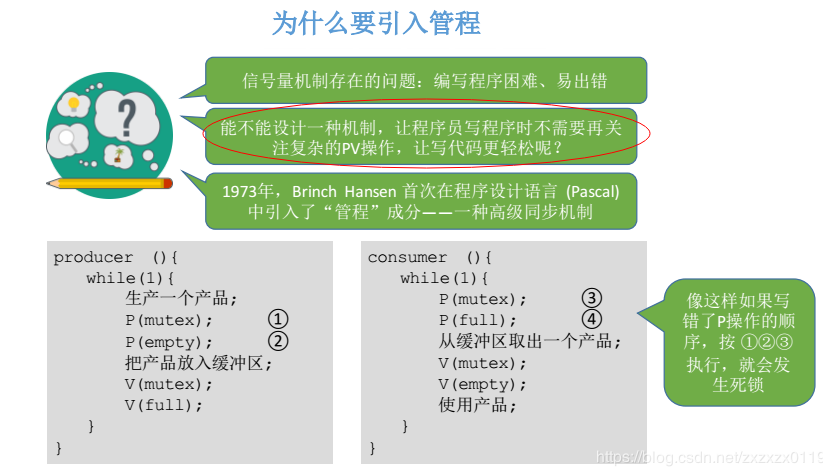 为什么要引入管程
信号量机制存在的问题：编写程序困难、易出错
能不能设计一种机制，让程序员写程序时不需要再关
注复杂的PV操作，让写代码更轻松呢？
1973年，Brinch Hansen 首次在程序设计语言 (Pascal)
中引入了“管程”成分——一种高级同步机制
producer (){
while(1){
生产一个产品;
P(mutex); ①
P(empty); ②
把产品放入缓冲区;
V(mutex);
V(full);
}
}
consumer (){
while(1){
P(mutex); ③
P(full); ④
从缓冲区取出一个产品;
V(mutex);
V(empty);
使用产品;
}
}
像这样如果写
错了P操作的顺
序，按 ①②③
执行，就会发
生死锁
https://blog.csdn.net/zxzxzx0119